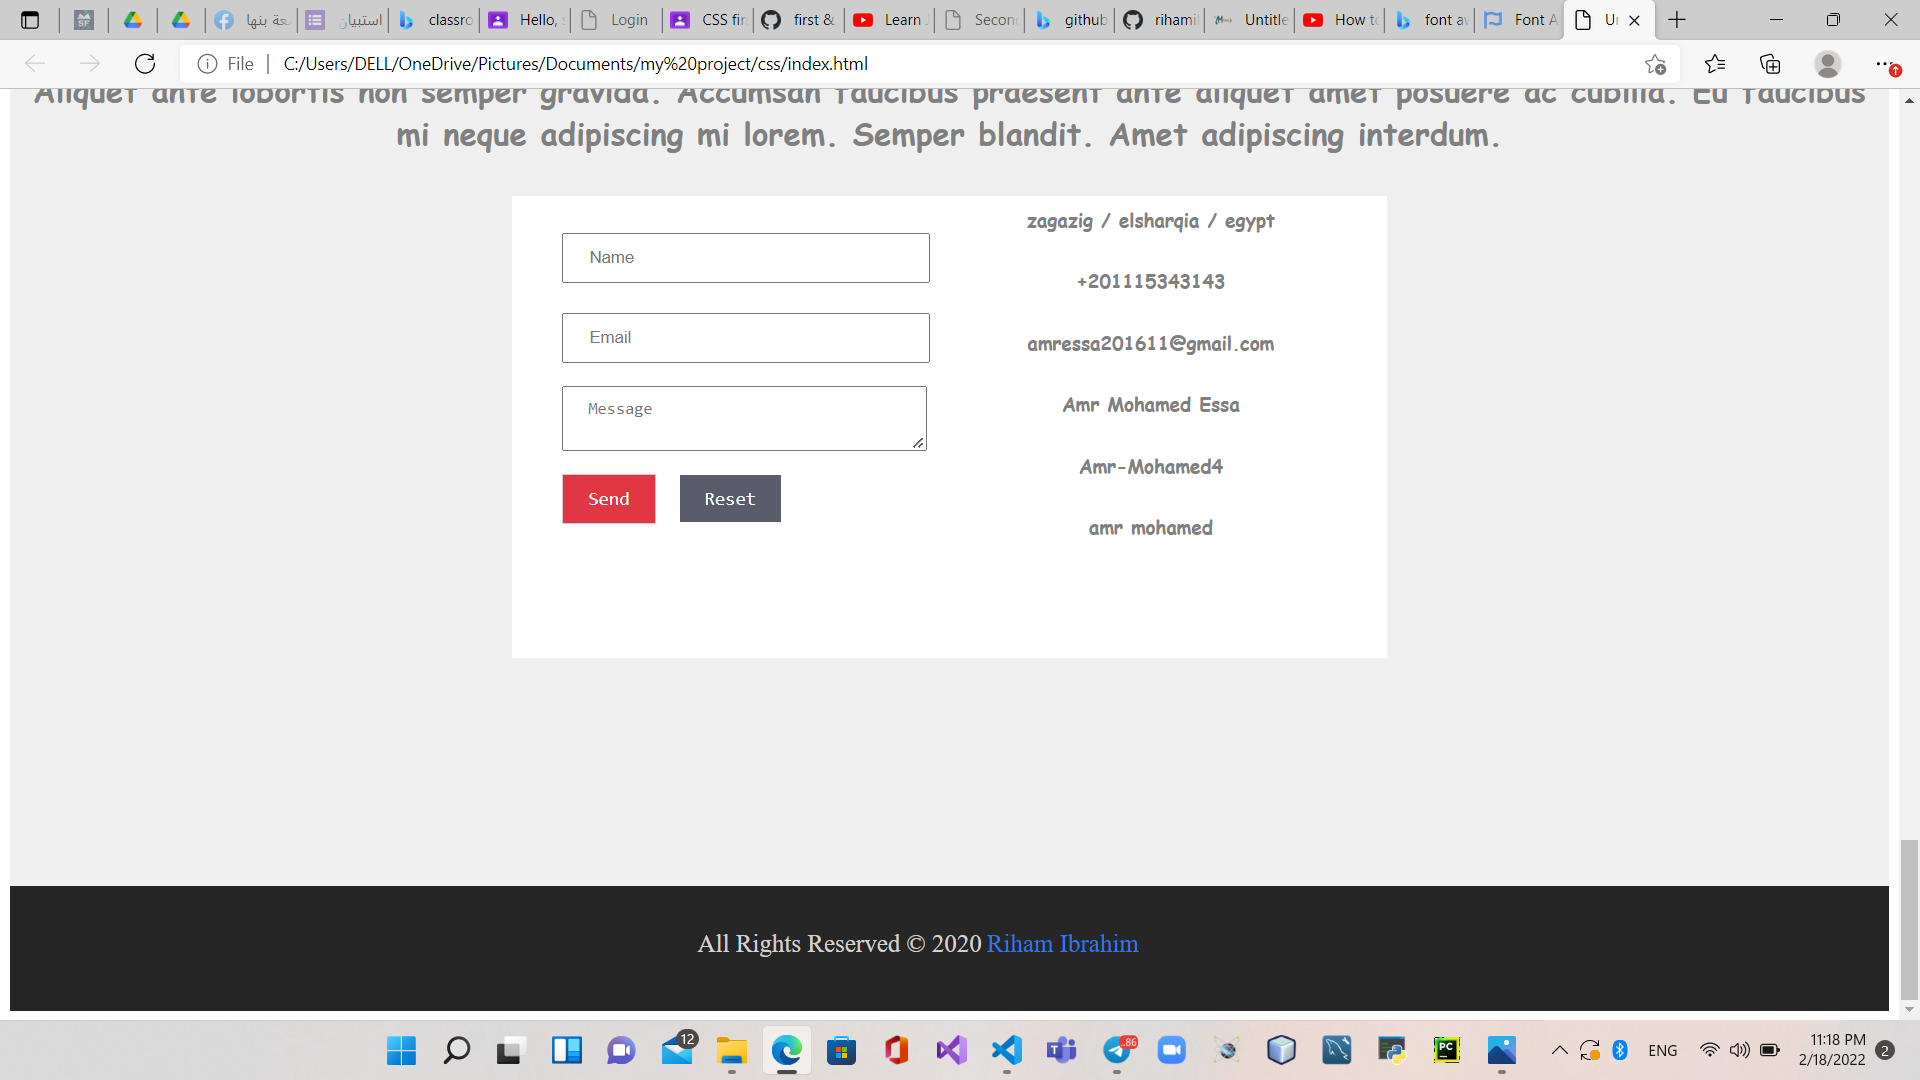 بنها
استبيان
classro
Hello,
Login
CSS fir
first &
Learn
Secon
github
rihami
Untitle
How to
font av
Font A
File
C:/Users/DELL/OneDrive/Pictures/Documents/my%20project/css/index.html
Aliquet ante lobortis non semper gravida. Accumsan faucibus praesent ante aliquet amet posuere ac cubilia. Eu faucibus
mi neque adipiscing mi lorem. Semper blandit. Amet adipiscing interdum.
Name
Email
Message
Send
Reset
zagazig / elsharqia / egypt
+201115343143
amressa201611@gmail.com
Amr Mohamed Essa
Amr-Mohamed4
amr mohamed
All Rights Reserved © 2020 Riham Ibrahim
12
..86
PC
ENG
11:18 PM
2/18/2022
2